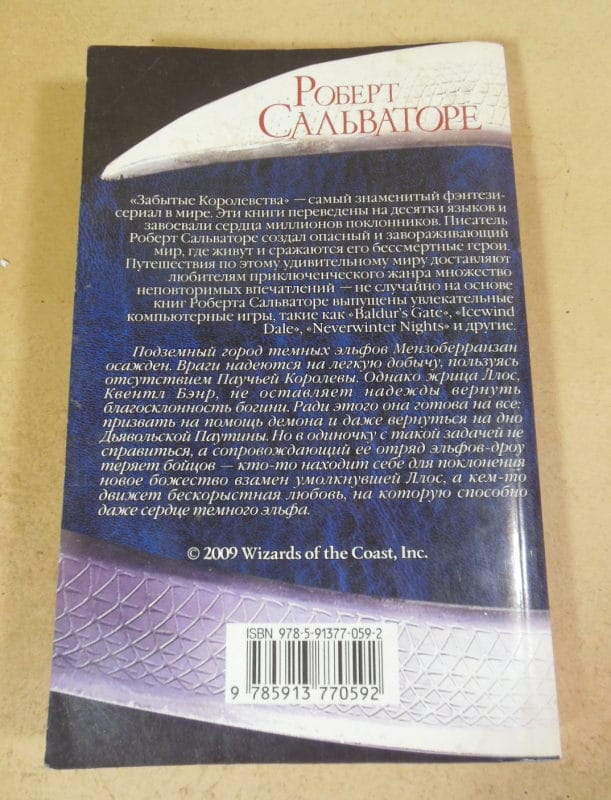 РОБЕРТ
САЛЬВАТОРЕ
«Забытые Королевства» — самый знаменитый фэнтези-
сериал в мире. Эти книги переведены на десятки языков и
завоевали сердца миллионов поклонников. Писатель
Роберт Сальваторе создал опасный и завораживающий
мир, где живут и сражаются его бессмертные герои.
Путешествия по этому удивительному миру доставляют
любителям приключенческого жанра множество
неповторимых впечатлений — не случайно на основе
книг Роберта Сальваторе выпущены увлекательные
компьютерные игры, такие как «Baldur's Gate», «Icewind
Dale», «Neverwinter Nights» и другие.
Подземный город темных эльфов Мензоберранзан
осажден. Враги надеются на легкую добычу, пользуясь
отсутствием Паучьей Королевы. Однако жрица Ллос,
Квентл Бэнр, не оставляет надежды вернуть
благосклонность богини. Ради этого она готова на все:
призвать на помощь демона и даже вернуться на дно
Дьявольской Паутины. Но в одиночку с такой задачей не
справиться, а сопровождающий ее отряд эльфов-дроу
теряет бойцов — кто-то находит себе для поклонения
новое божество взамен умолкнувшей Ллос, а кем-то
движет бескорыстная любовь, на которую способно
даже сердце темного эльфа.
© 2009 Wizards of the Coast, Inc.
ISBN 978-5-91377-059-2
9 785913 770592